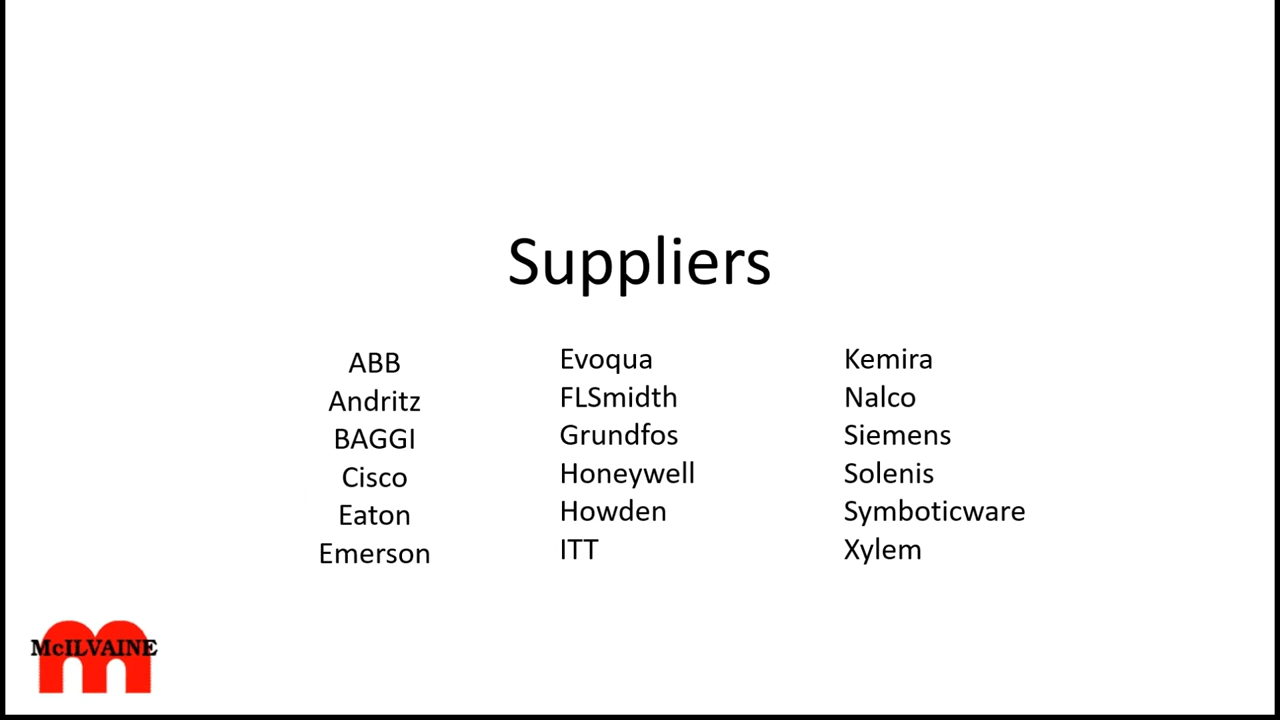 Suppliers
ABB
Andritz
BAGGI
Cisco
Eaton
Emerson
Evoqua
FLSmidth
Grundfos
Honeywell
Howden
ITT
Kemira
Nalco
Siemens
Solenis
Symboticware
Xylem
McILVAINE